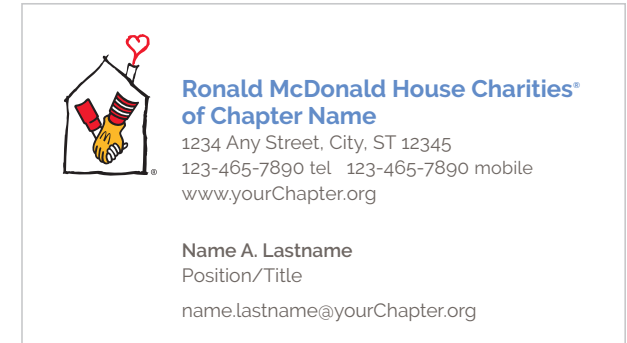 Ronald McDonald House Charities®
of Chapter Name
1234 Any Street, City, ST 12345
123-465-7890 tel 123-465-7890 mobile
www.yourChapter.org
®
Name A. Lastname
Position/Title
name.lastname@yourChapter.org